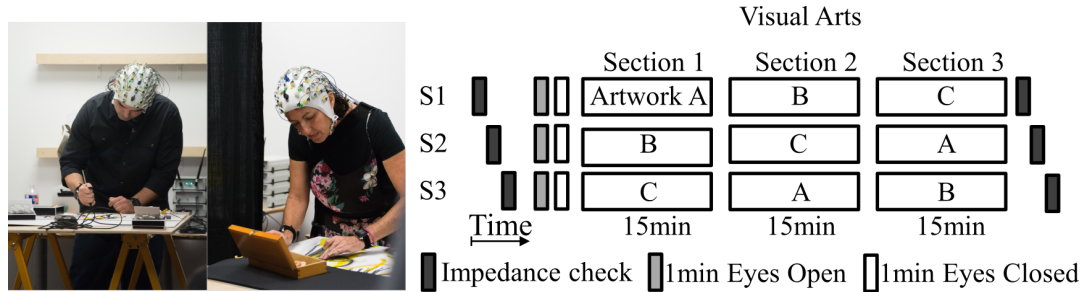 Visual Arts
Section 1 Section 2 Section 3
S1 Artwork A B C
S2 B C A
S3 C A B
Time 15min 15min 15min
Impedance check 1min Eyes Open 1min Eyes Closed